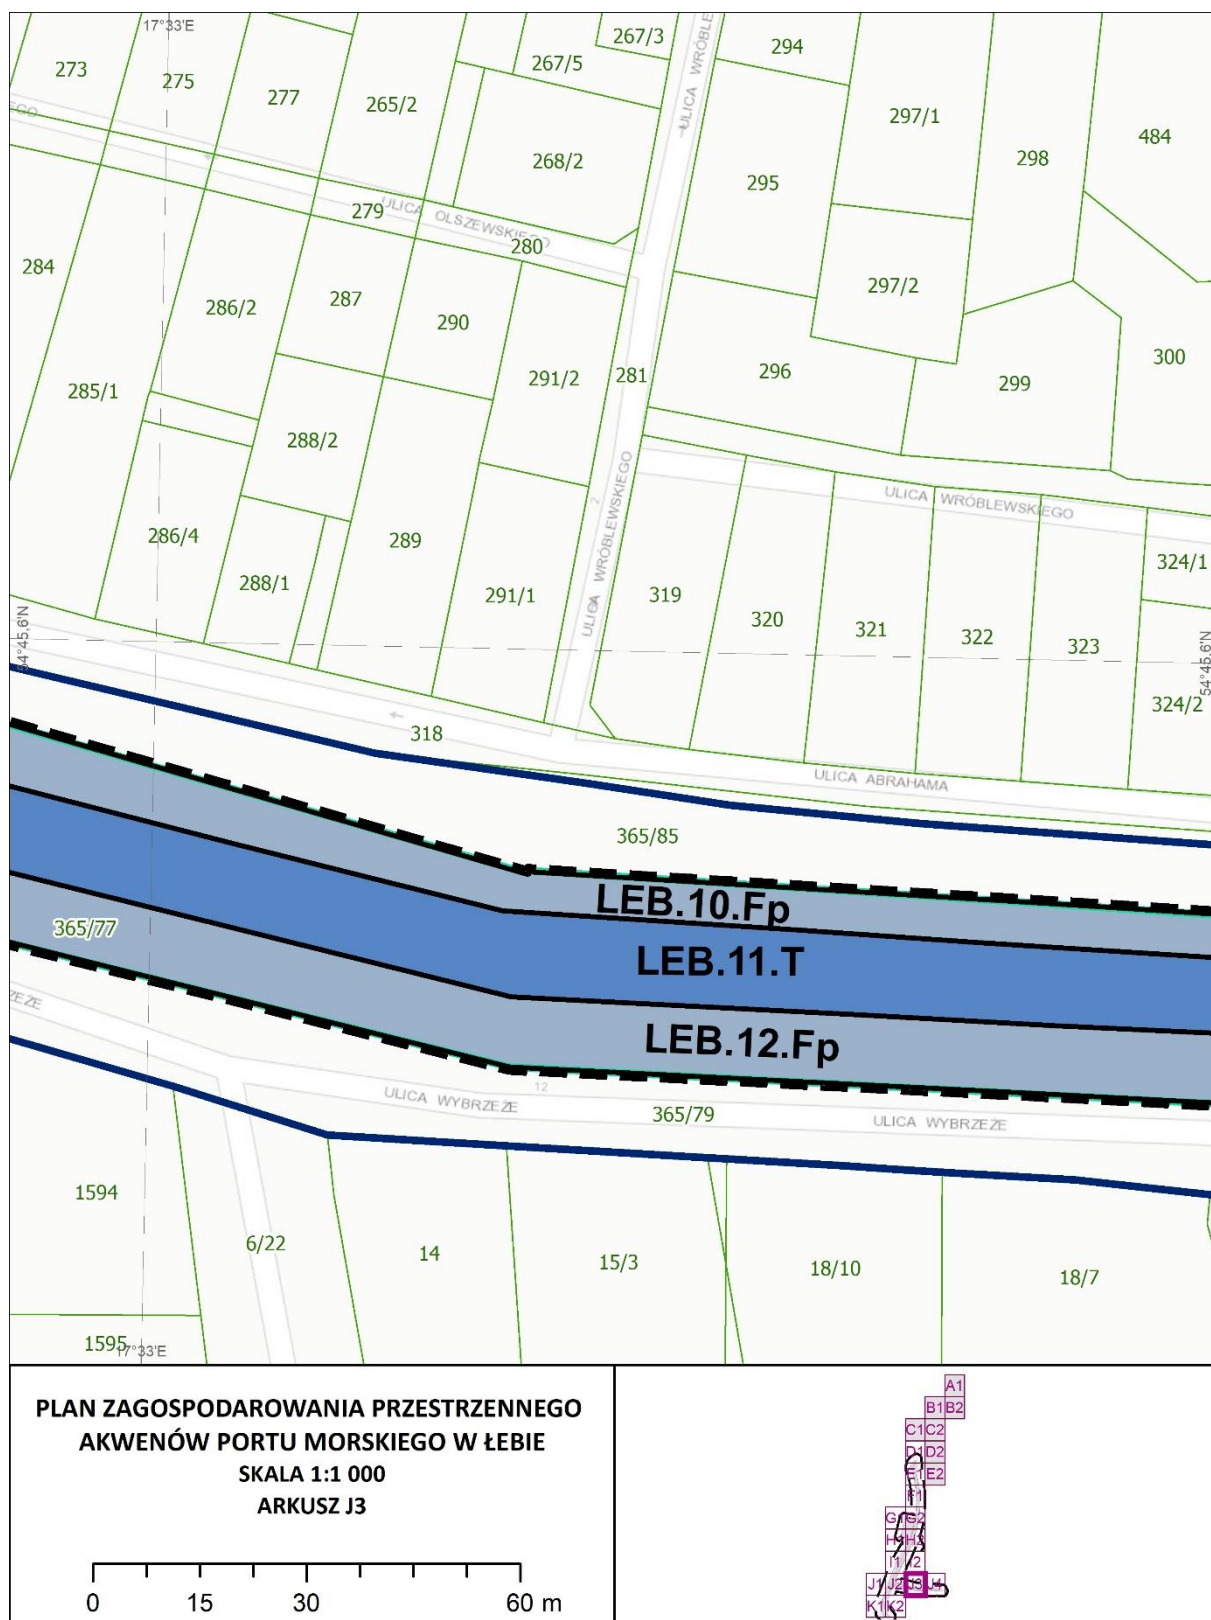 17°33'E
273
275
277
265/2
267/5
267/3
268/2
294
295
297/1
298
484
ULICA WRÓBLE
EGO
279
ULICA OLSZEWSKIEGO
280
284
286/2
287
290
297/2
285/1
291/2
281
296
299
300
288/2
ULICA WRÓBLEWSKIEGO
2
ULICA WRÓBLEWSKIEGO
286/4
288/1
289
291/1
319
320
321
322
323
324/1
324/2
54°45,6'N
54°45,6'N
318
ULICA ABRAHAMA
365/85
LEB.10.Fp
365/77
LEB.11.T
LEB.12.Fp
ZEŻE
12
ULICA WYBRZEŻE
365/79
ULICA WYBRZEŻE
1594
6/22
14
15/3
18/10
18/7
1595
17°33'E
PLAN ZAGOSPODAROWANIA PRZESTRZENNEGO
AKWENÓW PORTU MORSKIEGO W ŁEBIE
SKALA 1:1 000
ARKUSZ J3
0 15 30 60 m
A1
B1 B2
C1 C2
D1 D2
E1 E2
F1
G1 G2
H1 H2
I1 I2
J1 J2 J3 J4
K1 K2